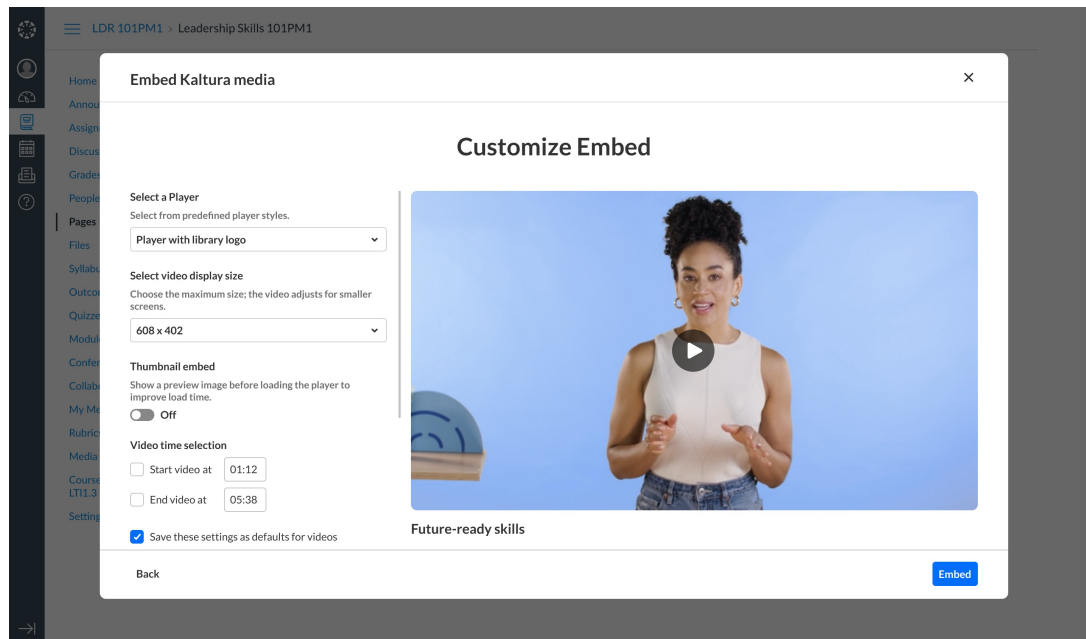 LDR 101PM1 > Leadership Skills 101PM1
Embed Kaltura media
Home
Annou
Assign
Discus
Grades
People
Pages
Files
Syllabu
Outco
Quizze
Modul
Confer
Collab
My Me
Rubric
Media
Course
LTI1.3
Setting
Customize Embed
Select a Player
Select from predefined player styles.
Player with library logo
Select video display size
Choose the maximum size; the video adjusts for smaller
screens.
608 x 402
Thumbnail embed
Show a preview image before loading the player to
improve load time.
Off
Video time selection
Start video at 01:12
End video at 05:38
Save these settings as defaults for videos
Future-ready skills
Back
Embed